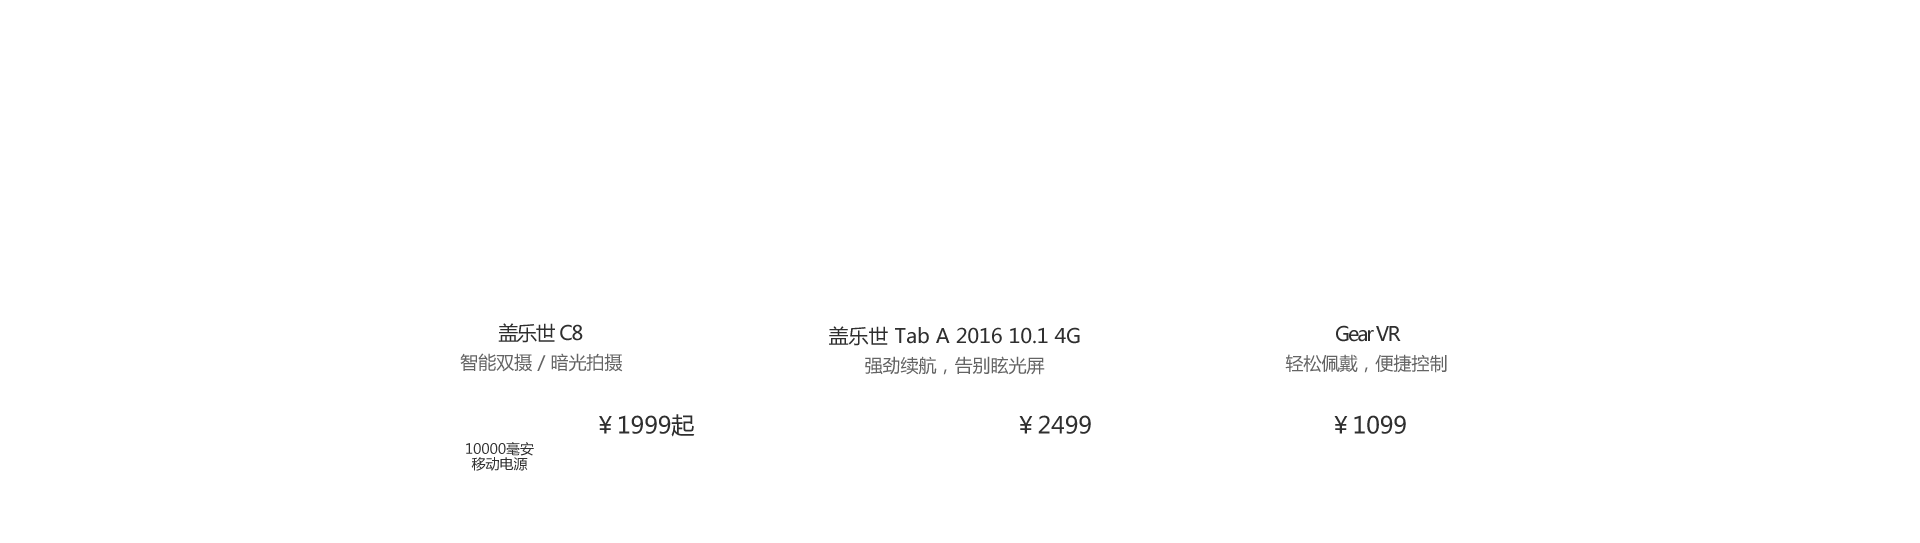 盖乐世 C8
智能双摄 / 暗光拍摄
¥ 1999起
10000毫安
移动电源
盖乐世 Tab A 2016 10.1 4G
强劲续航，告别眩光屏
¥ 2499
Gear VR
轻松佩戴，便捷控制
¥ 1099